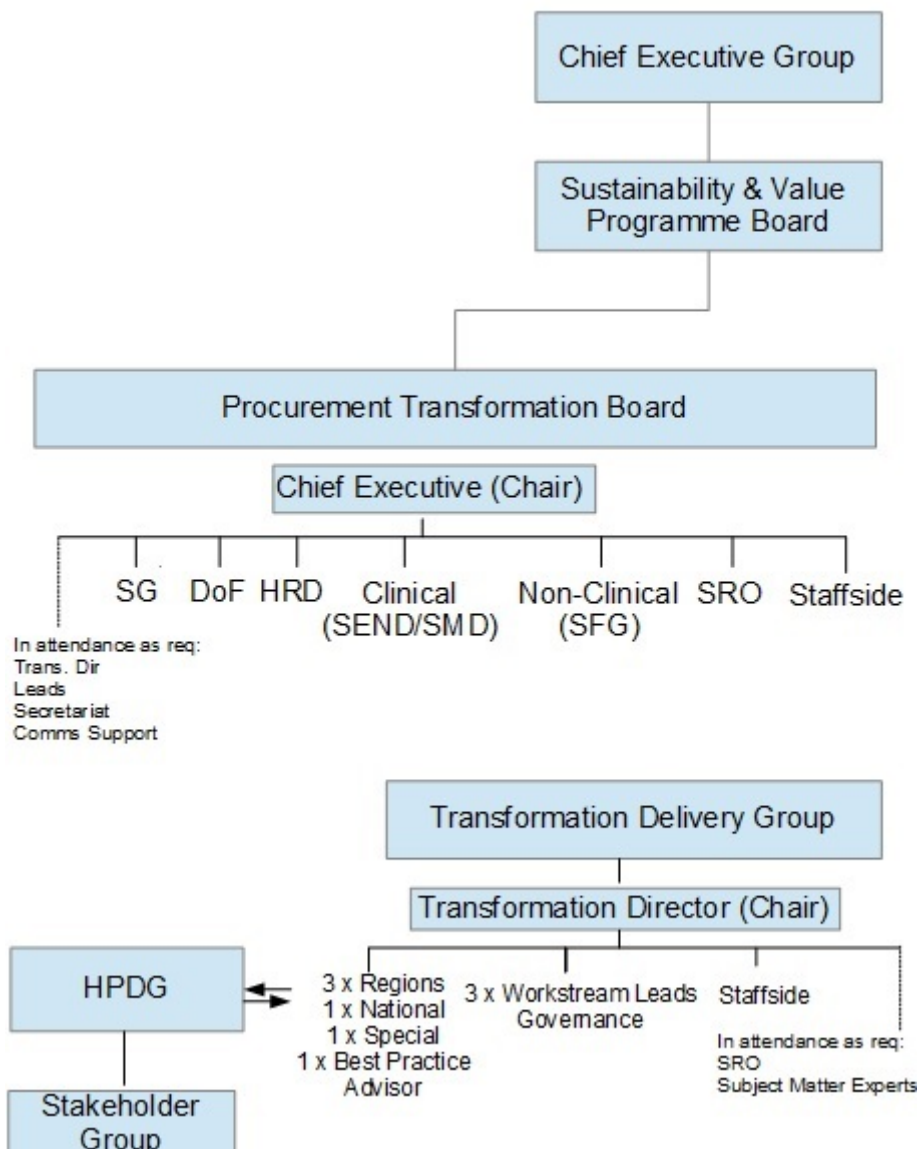 Chief Executive Group
Sustainability & Value
Programme Board
Procurement Transformation Board
Chief Executive (Chair)
SG
DoF
HRD
Clinical
(SEND/SMD)
Non-Clinical
(SFG)
SRO
Staffside
In attendance as req:
Trans. Dir
Leads
Secretariat
Comms Support
Transformation Delivery Group
Transformation Director (Chair)
HPDG
Stakeholder
Group
3 x Regions
1 x National
1 x Special
1 x Best Practice
Advisor
3 x Workstream Leads
Governance
Staffside
In attendance as req:
SRO
Subject Matter Experts